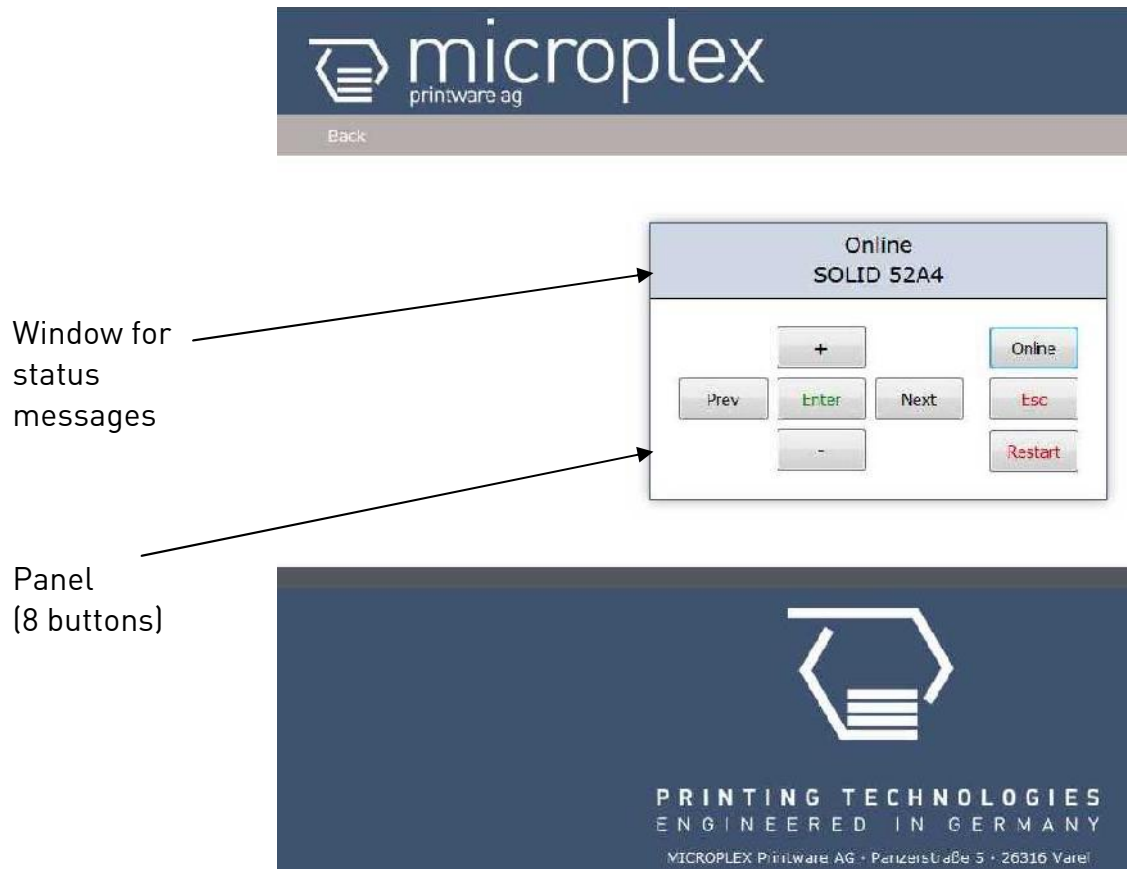 microplex
printware ag
Back
Online
SOLID 52A4
Window for
status
messages
+
Online
Prev
Enter
Next
Esc
-
Restart
Panel
(8 buttons)
PRINTING TECHNOLOGIES
ENGINEERED IN GERMANY
MICROPLEX Printware AG · Panzerstraße 5 · 26316 Varel